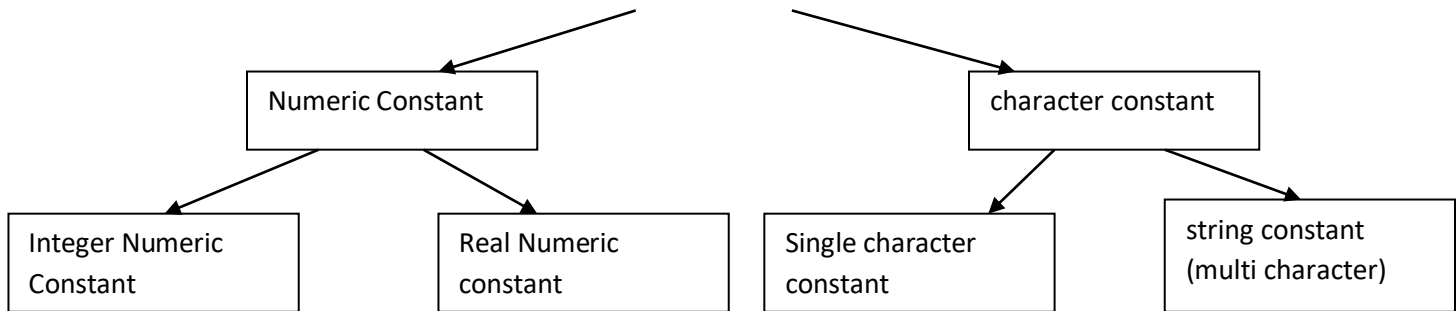 Numeric Constant
character constant
Integer Numeric
Constant
Real Numeric
constant
Single character
constant
string constant
(multi character)